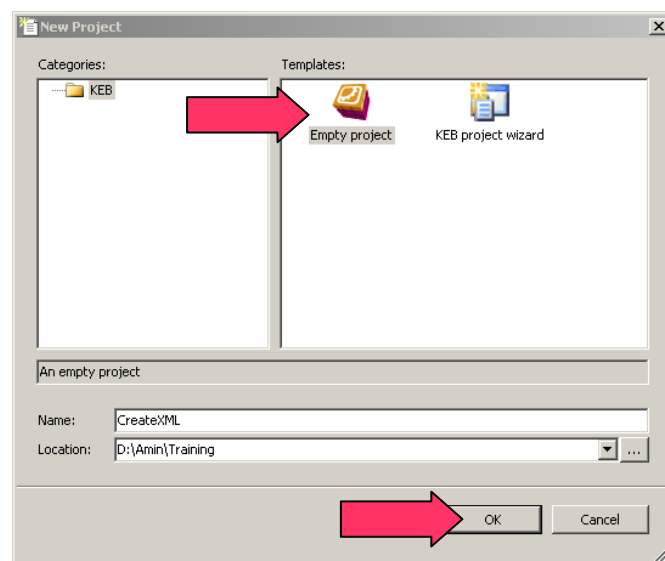 New Project
Categories:
Templates:
KEB
Empty project
KEB project wizard
An empty project
Name:
CreateXML
Location:
D:\Amin\Training
...
OK
Cancel